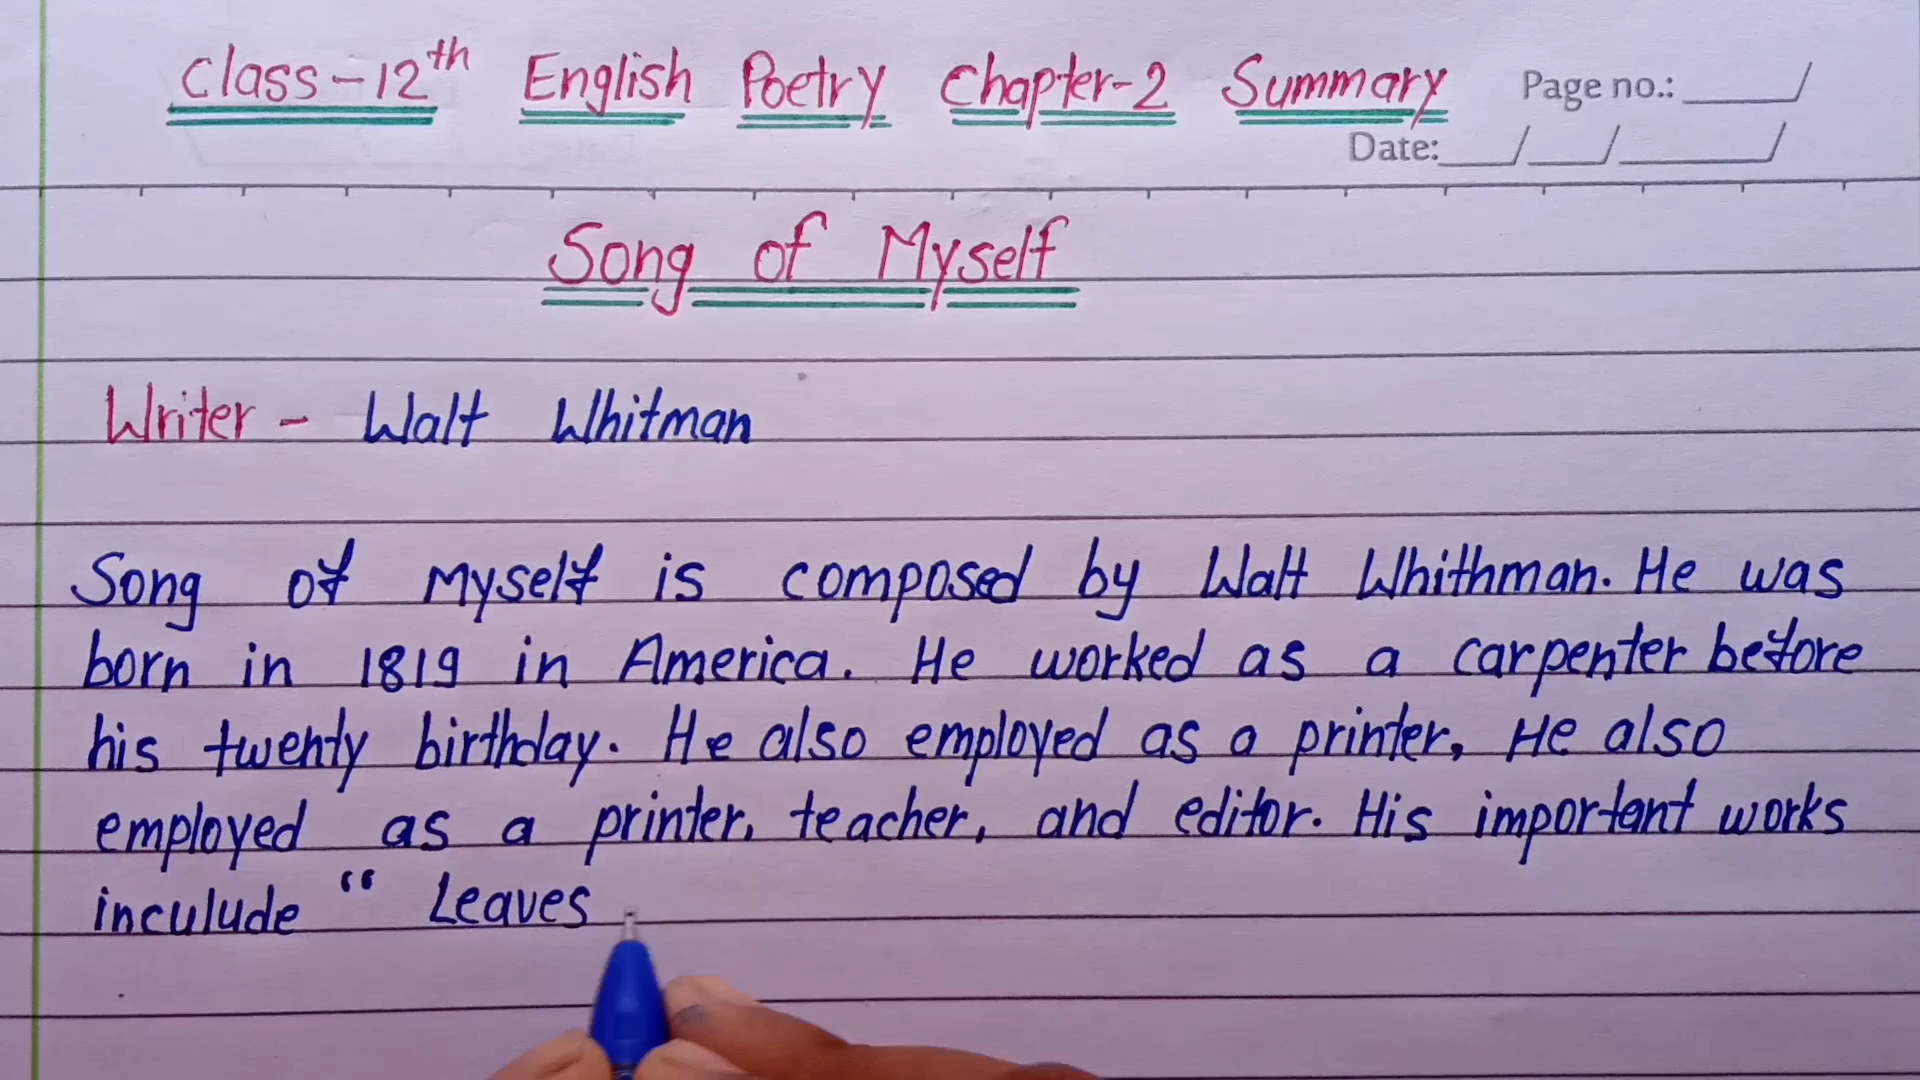 Class-12th English Poetry Chapter-2 Summary
Page no.:
Date:
Song of Myself
Writer - Walt Whitman
Song of Myself is composed by Walt Whithman. He was
born in 1819 in America. He worked as a carpenter before
his twenty birthday. He also employed as a printer, He also
employed as a printer, teacher, and editor. His important works
inculude “ Leaves